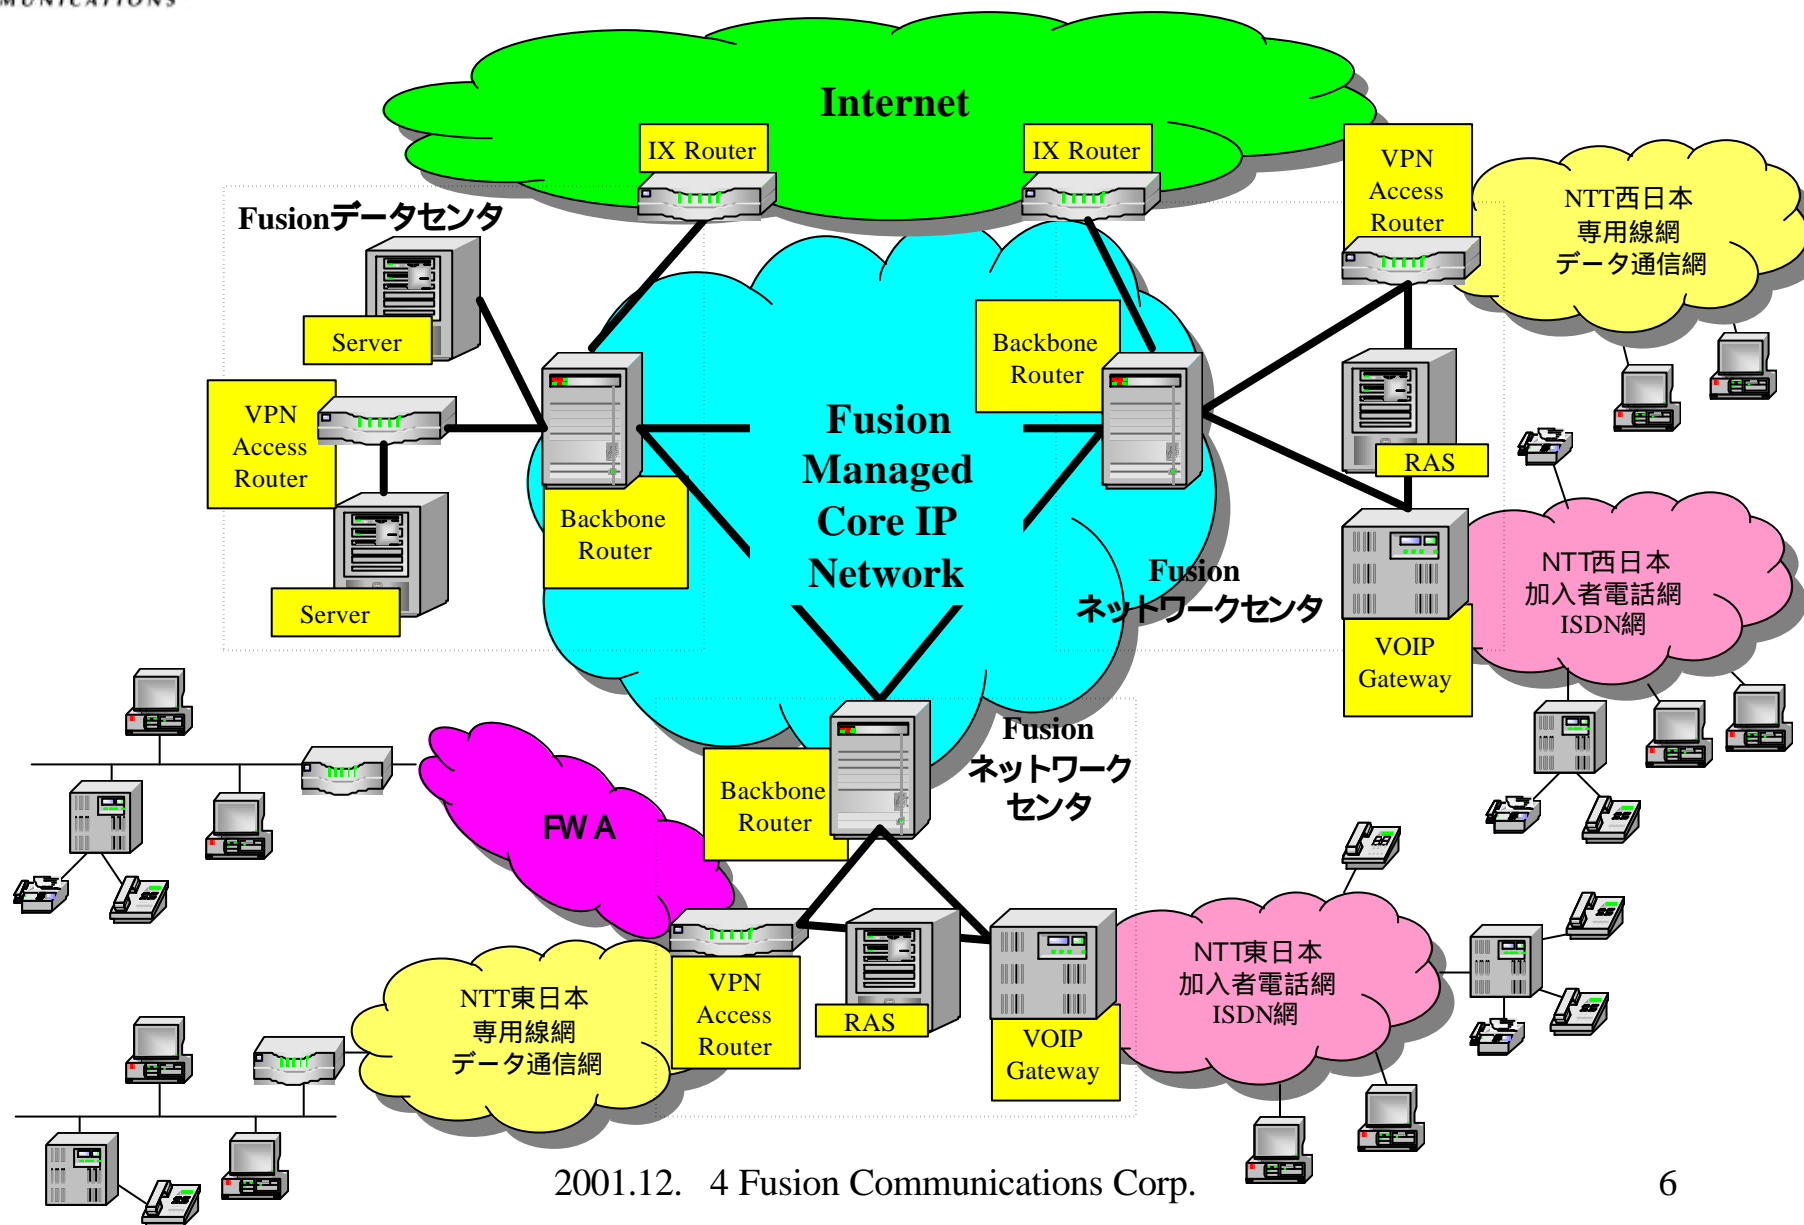 MUNICATIONS
Internet
IX Router
IX Router
VPN
Access
Router
NTT西日本
専用線網
データ通信網
Fusionデータセンタ
Server
Backbone
Router
VPN
Access
Router
Fusion
Managed
Core IP
Network
RAS
Backbone
Router
Server
Fusion
ネットワークセンタ
NTT西日本
加入者電話網
ISDN網
VOIP
Gateway
Fusion
ネットワーク
センタ
Backbone
Router
FWA
NTT東日本
専用線網
データ通信網
VPN
Access
Router
RAS
VOIP
Gateway
NTT東日本
加入者電話網
ISDN網
2001.12. 4 Fusion Communications Corp.
6